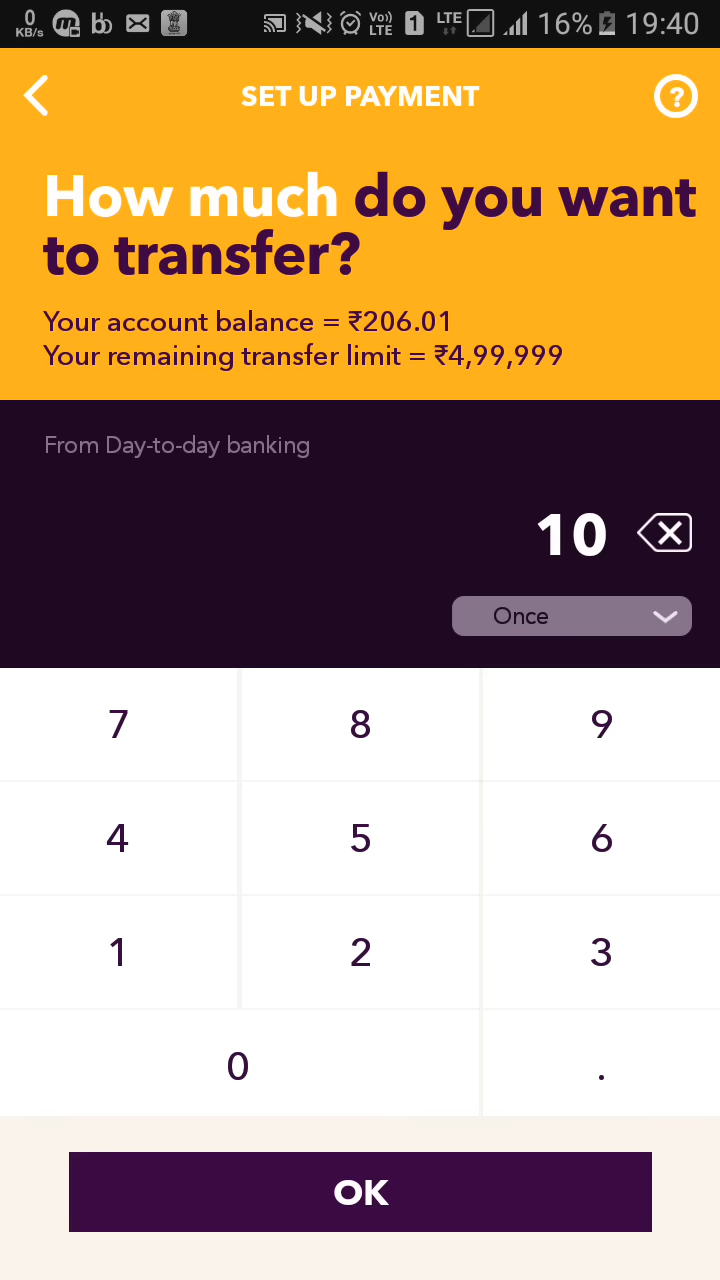 0
KB/s
Vo))
LTE
1
LTE
16%
19:40
SET UP PAYMENT
?
How much do you want
to transfer?
Your account balance = ₹206.01
Your remaining transfer limit = ₹4,99,999
From Day-to-day banking
10
Once
7 8 9
4 5 6
1 2 3
0 .
OK